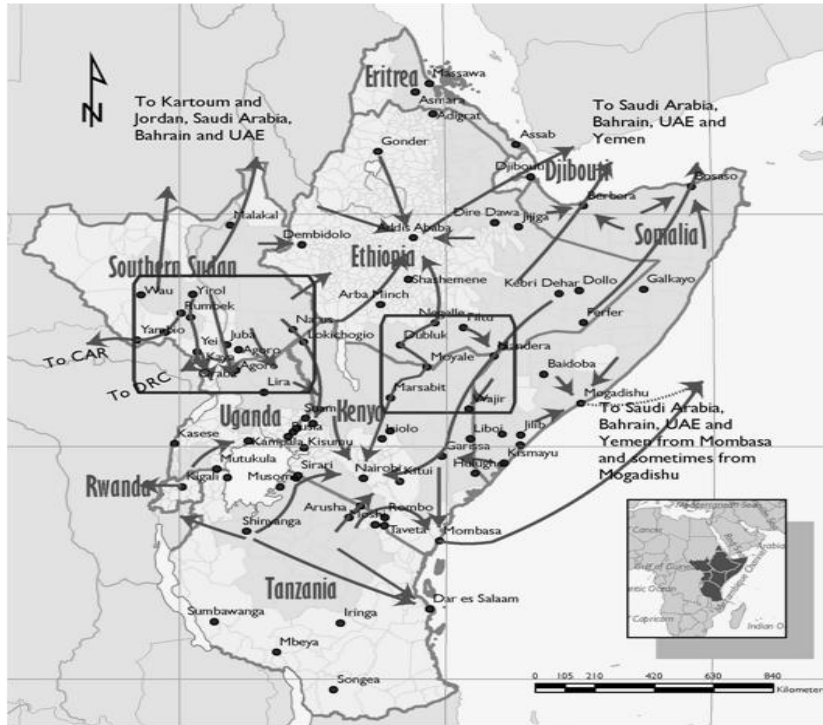 Eritrea
Massawa
Asmara
Adigrat
N
To Kartoum and
Jordan, Saudi Arabia,
Bahrain and UAE
To Saudi Arabia,
Bahrain, UAE and
Yemen
Assab
Gonder
Djibouti
Djibouti
Bosaso
Berbera
Malakal
Dembidolo
Addis Ababa
Dire Dawa
Jijiga
Somalia
Ethiopia
Southern Sudan
Shashemene
Wau
Yirol
Arba Minch
Kebri Dehar
Dollo
Galkayo
Rumbek
Negelle
Filtu
Ferfer
Yambio
Juba
Narus
Lokichogio
Dubluk
Mandera
To CAR
Yei
Kaya
Agoro
Agoro
Moyale
Baidoba
To DRC
Lira
Marsabit
Wajir
Mogadishu
Uganda
Kenya
To Saudi Arabia,
Bahrain, UAE and
Yemen from Mombasa
and sometimes from
Mogadishu
Suam
Busia
Isiolo
Liboi
Jilib
Kasese
Kampala
Kisumu
Garissa
Kismayu
Mutukula
Sirari
Nairobi
Kitui
Rwanda
Kigali
Arusha
Rombo
Shinyanga
Taveta
Mombasa
Tanzania
Dar es Salaam
Sumbawanga
Iringa
Mbeya
Songea
0 105 210 420 630 840
Kilometer